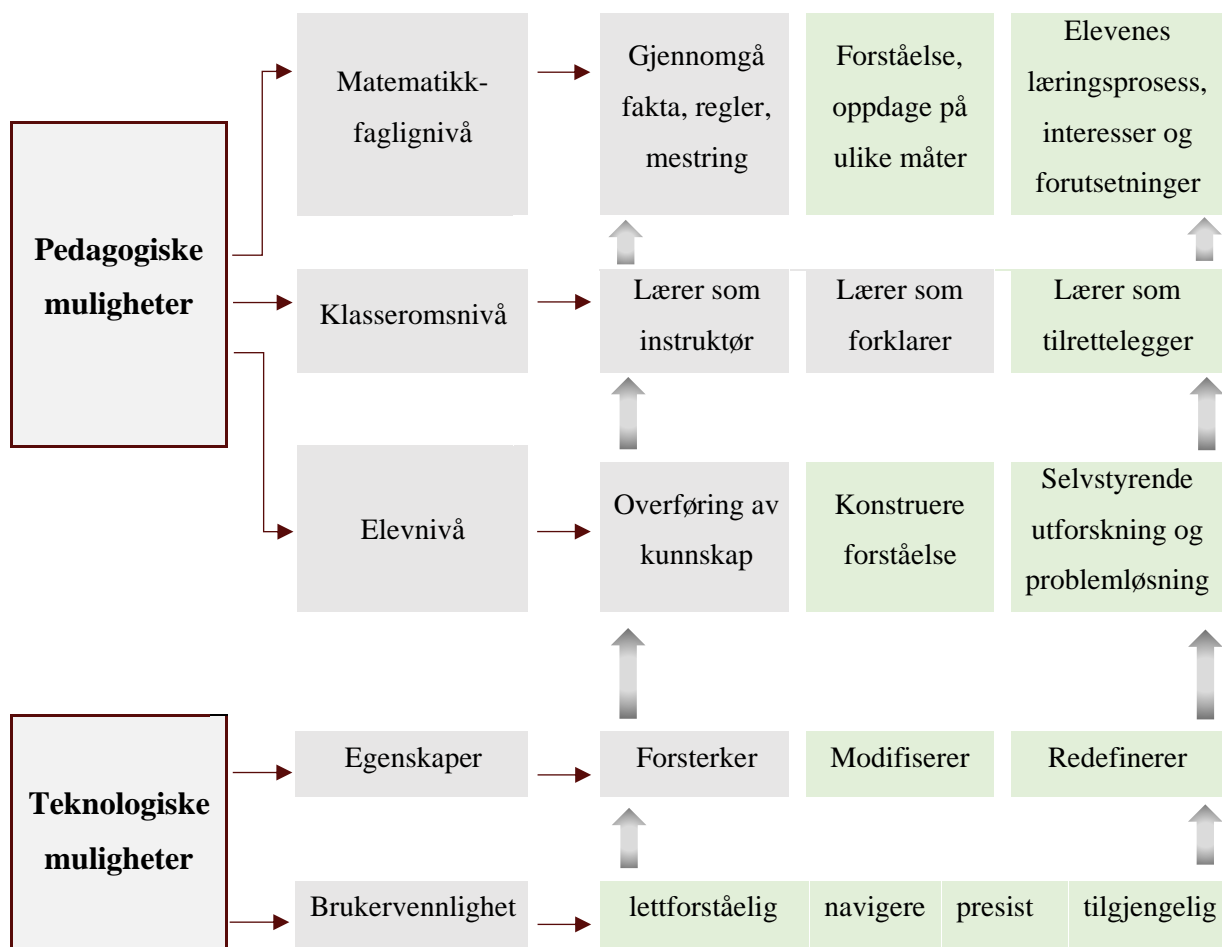 Pedagogiske
muligheter
Matematikk-
faglignivå
Gjennomgå
fakta, regler,
mestring
Forståelse,
oppdage på
ulike måter
Elevenes
læringsprosess,
interesser og
forutsetninger
Klasseromsnivå
Lærer som
instruktør
Lærer som
forklarer
Lærer som
tilrettelegger
Elevnivå
Overføring av
kunnskap
Konstruere
forståelse
Selvstyrende
utforskning og
problemløsning
Teknologiske
muligheter
Egenskaper
Forsterker
Modifiserer
Redefinerer
Brukervennlighet
lettforståelig
navigere
presist
tilgjengelig